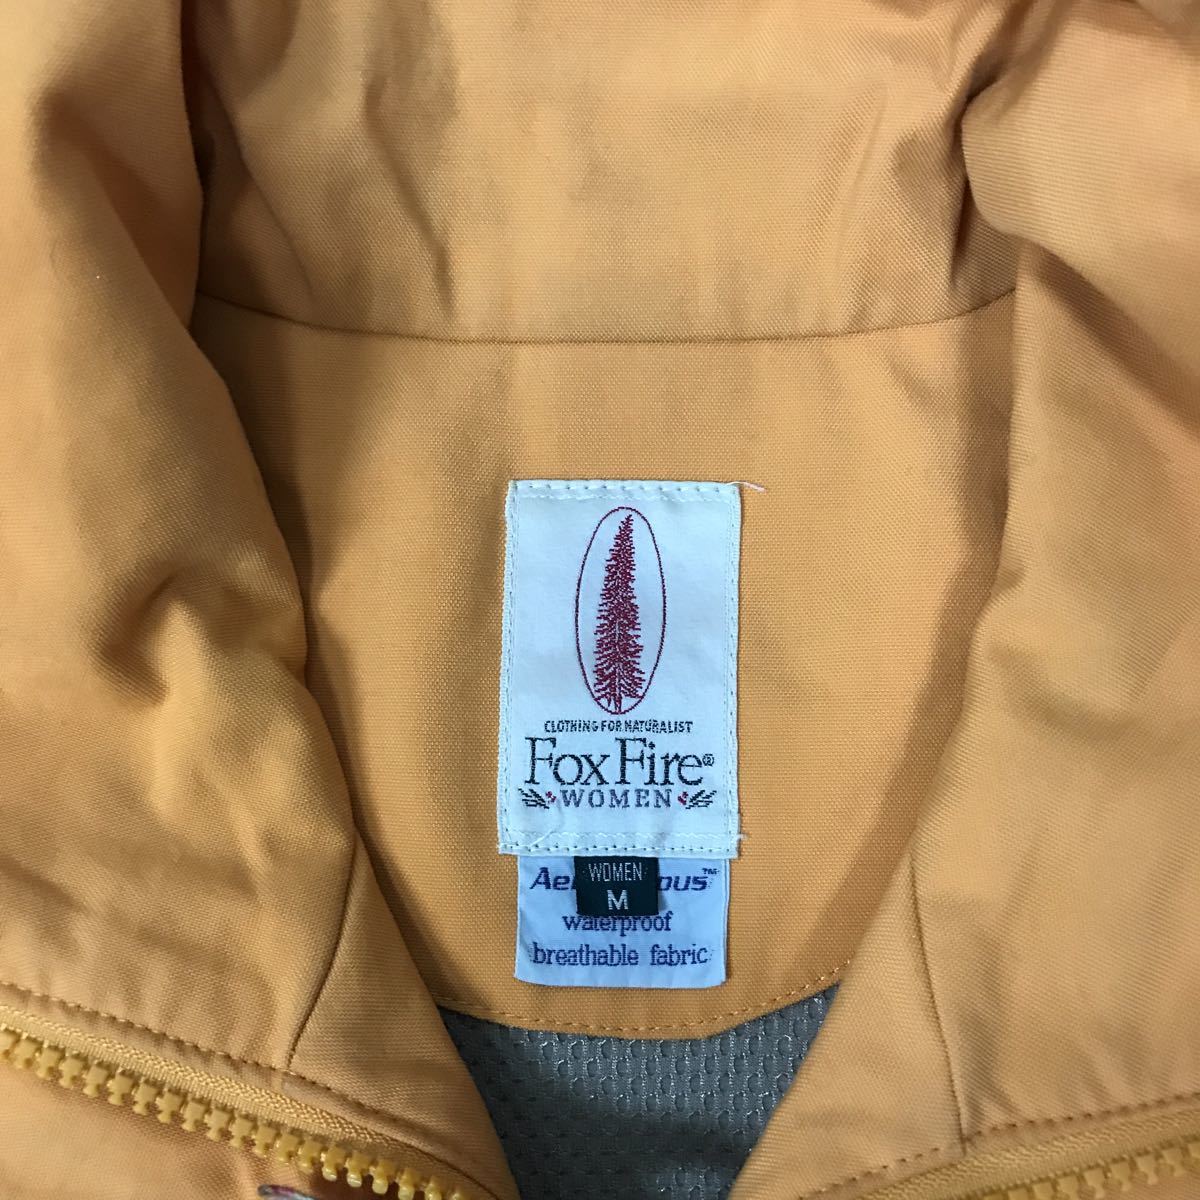 CLOTHING FOR NATURALIST
FoxFire®
WOMEN
WOMEN
M
waterproof
breathable fabric